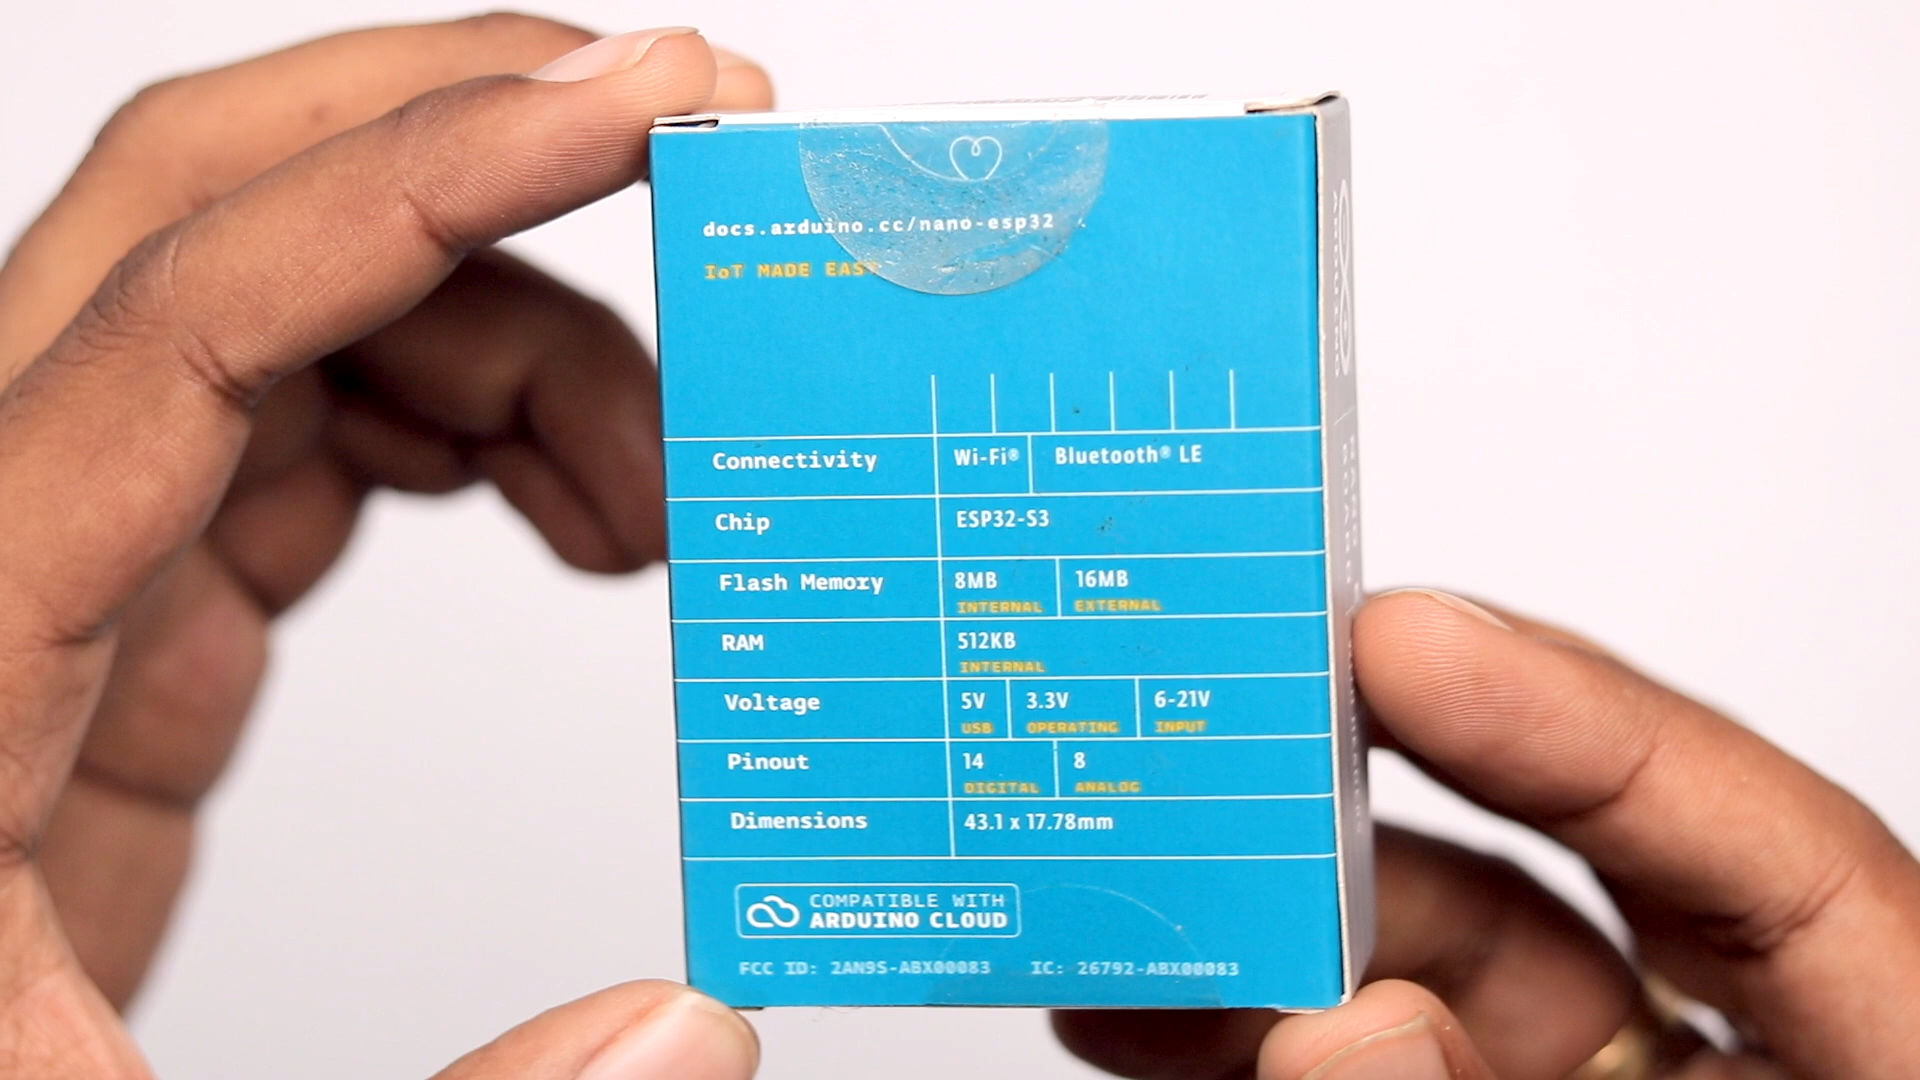 docs.arduino.cc/nano-esp32
IoT MADE EASY
Connectivity Wi-Fi® Bluetooth® LE
Chip ESP32-S3
Flash Memory 8MB 16MB
INTERNAL EXTERNAL
RAM 512KB
INTERNAL
Voltage 5V 3.3V 6-21V
USB OPERATING INPUT
Pinout 14 8
DIGITAL ANALOG
Dimensions 43.1 x 17.78mm
COMPATIBLE WITH
ARDUINO CLOUD
FCC ID: 2AN9S-ABX00083 IC: 26792-ABX00083